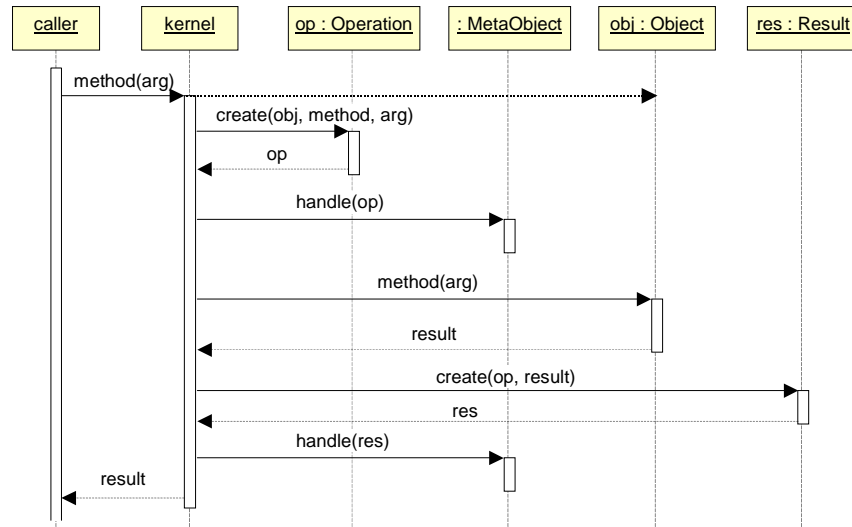 caller
kernel
op : Operation
: MetaObject
obj : Object
res : Result
method(arg)
create(obj, method, arg)
op
handle(op)
method(arg)
result
create(op, result)
res
handle(res)
result